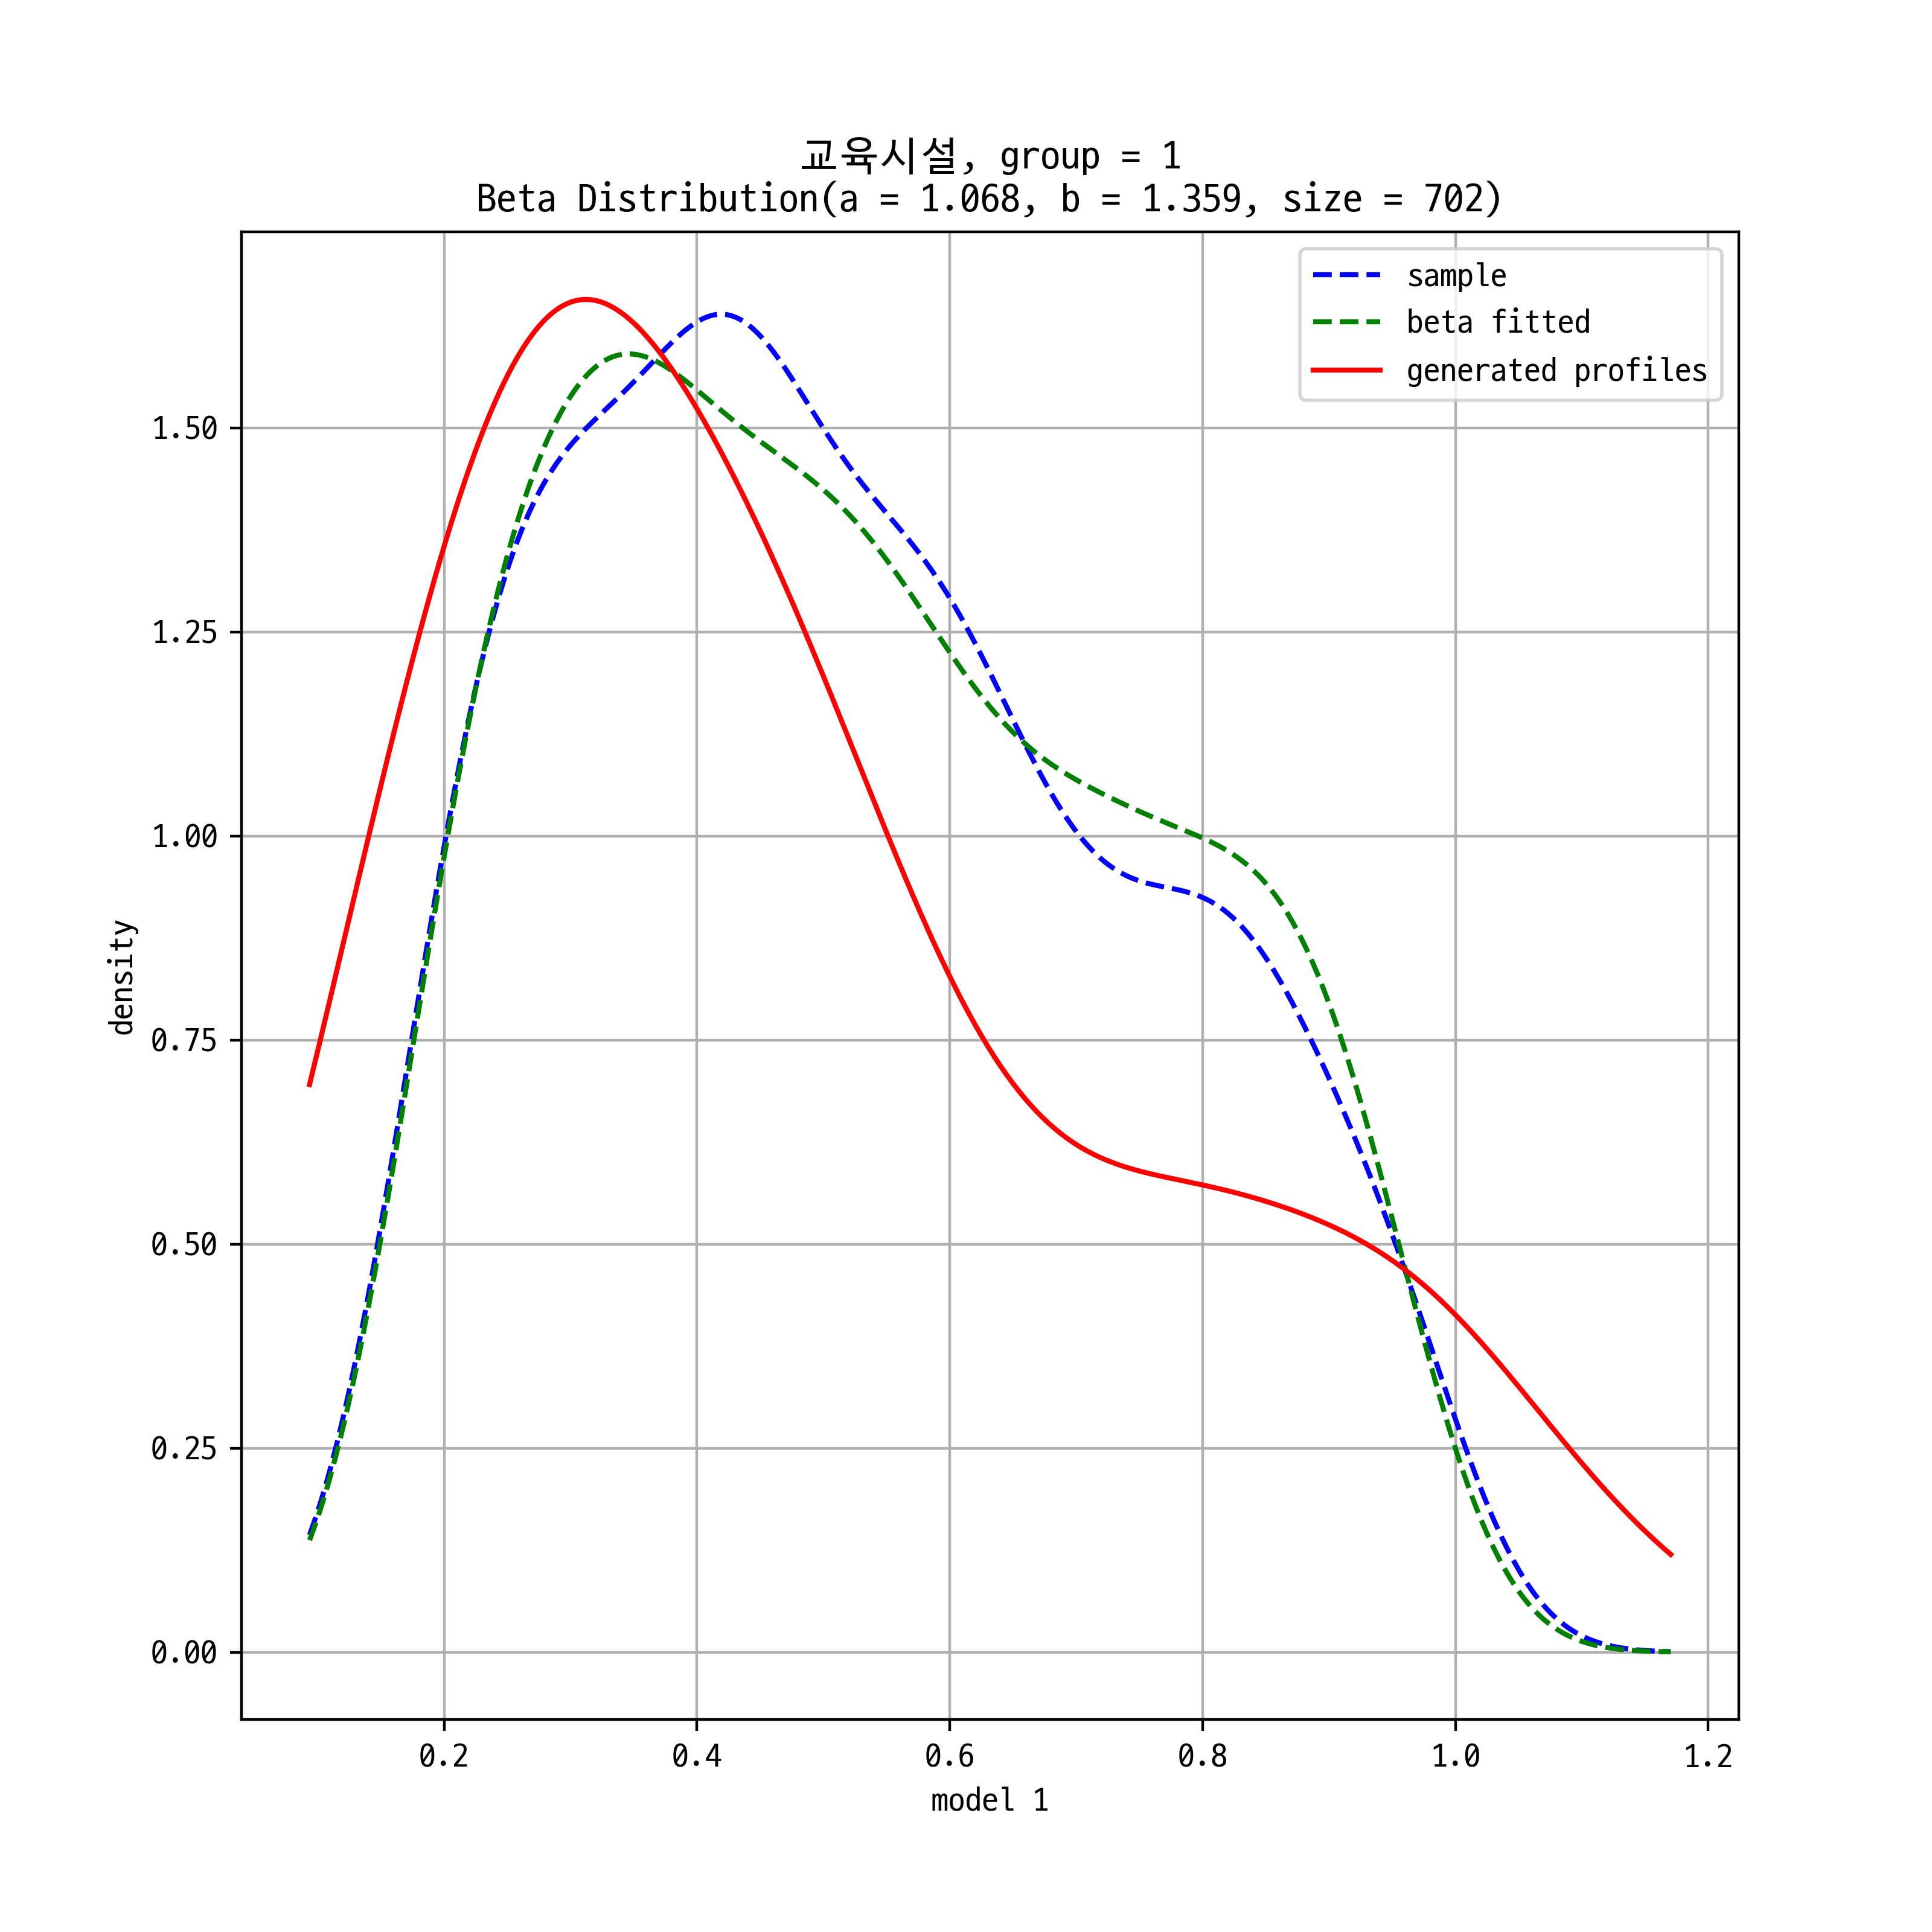 교육시설, group = 1
Beta Distribution(a = 1.068, b = 1.359, size = 702)
sample
beta fitted
generated profiles
1.50
1.25
1.00
0.75
0.50
0.25
0.00
density
0.2 0.4 0.6 0.8 1.0 1.2
model 1